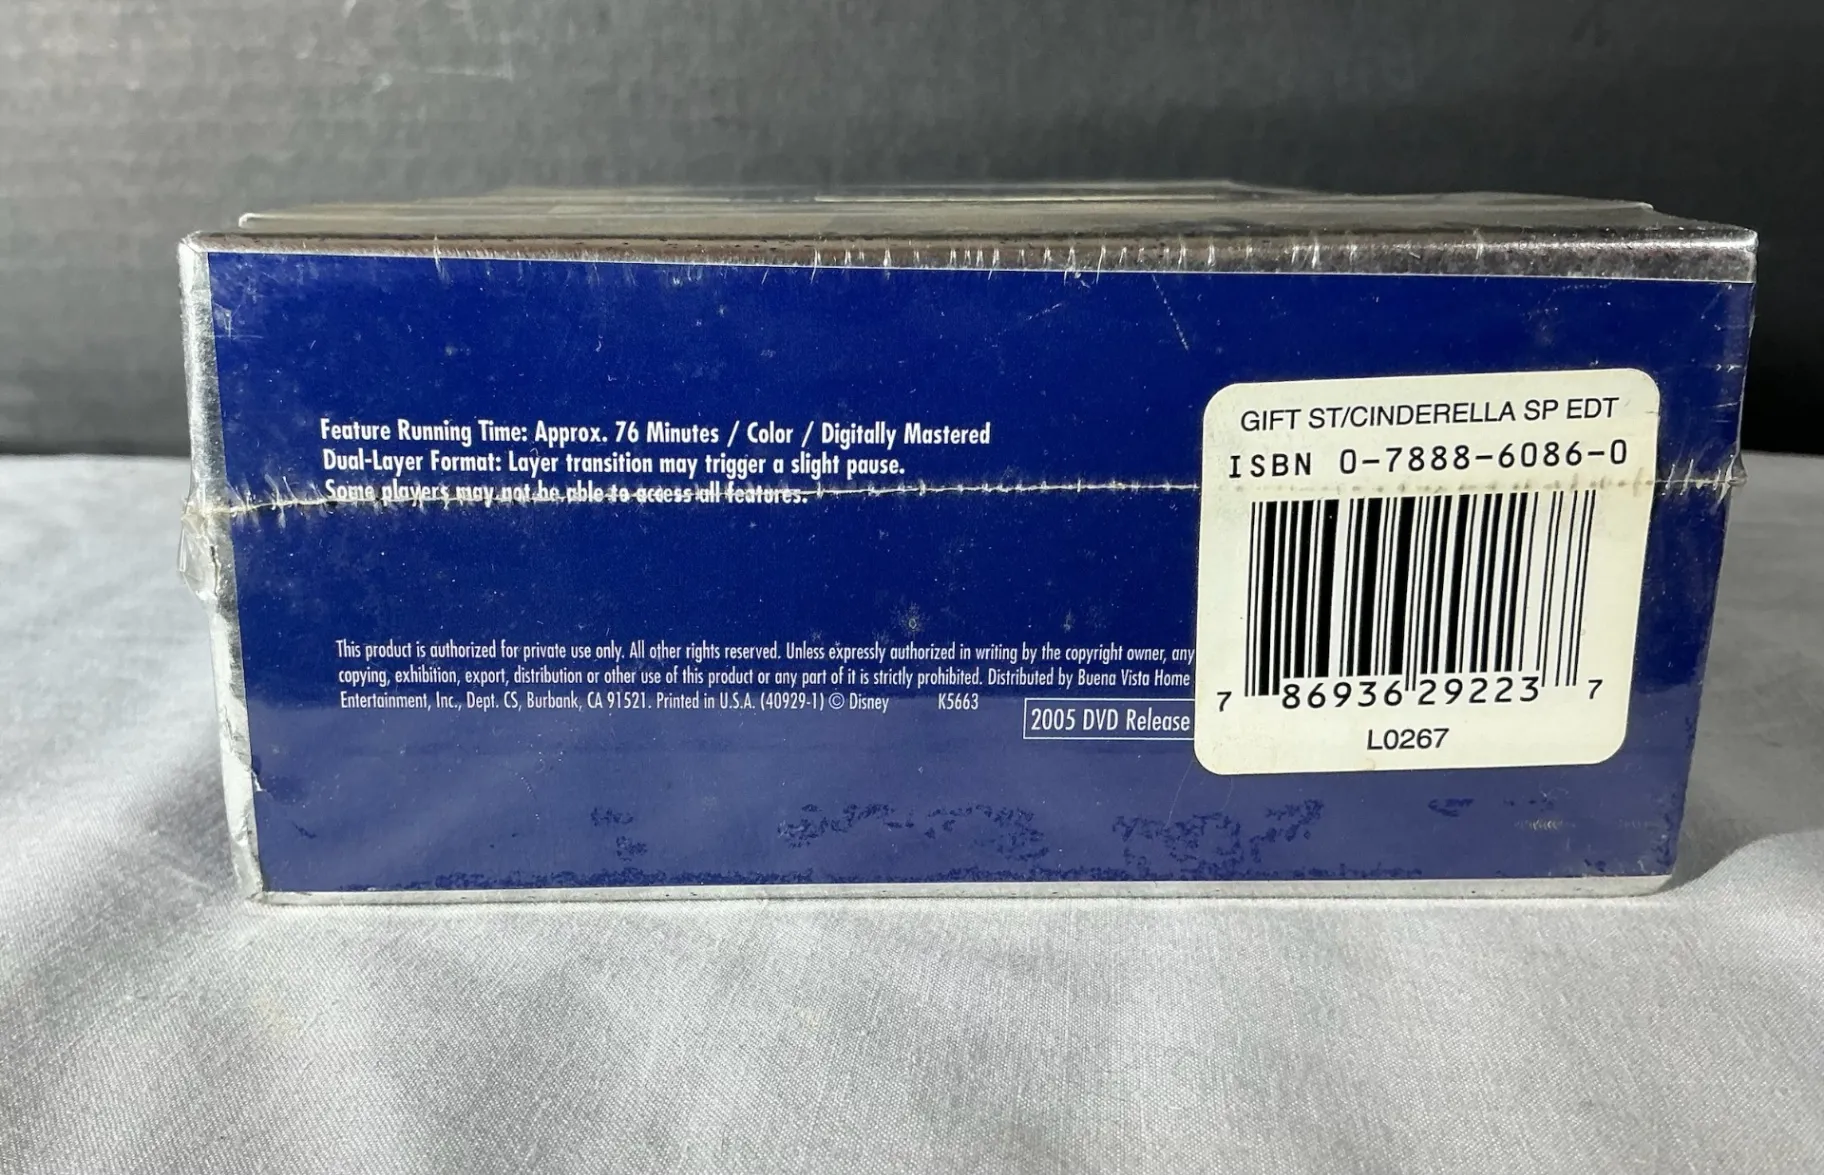 Feature Running Time: Approx. 76 Minutes / Color / Digitally Mastered
Dual-Layer Format: Layer transition may trigger a slight pause.
Some players may not be able to access all features.
This product is authorized for private use only. All other rights reserved. Unless expressly authorized in writing by the copyright owner, any
copying, exhibition, export, distribution or other use of this product or any part of it is strictly prohibited. Distributed by Buena Vista Home
Entertainment, Inc., Dept. CS, Burbank, CA 91521. Printed in U.S.A. (40929-1) © Disney K5663
2005 DVD Release
GIFT ST/CINDERELLA SP EDT
ISBN 0-7888-6086-0
7 86936 29223 7
L0267